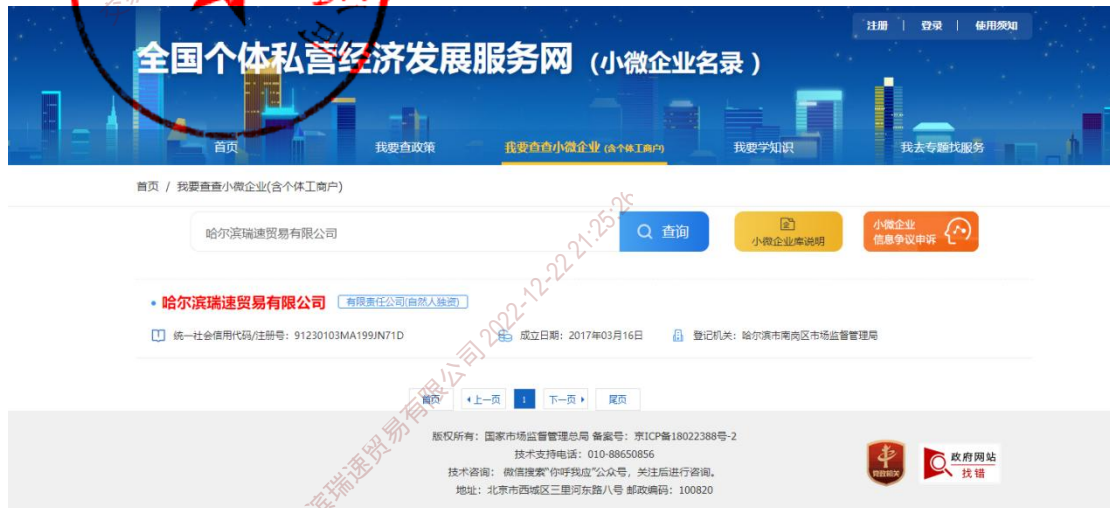 注册 | 登录 | 使用须知
全国个体私营经济发展服务网 (小微企业名录)
首页 我要查政策 我要查查小微企业 (含个体工商户) 我要学知识 我去专题找服务
首页 / 我要查查小微企业(含个体工商户)
哈尔滨瑞速贸易有限公司 查询 小微企业库说明 小微企业
信息争议申诉
• 哈尔滨瑞速贸易有限公司 有限责任公司(自然人独资)
统一社会信用代码/注册号: 91230103MA199JN71D 成立日期: 2017年03月16日 登记机关: 哈尔滨市南岗区市场监督管理局
首页 上一页 1 下一页 尾页
版权所有: 国家市场监督管理总局 备案号: 京ICP备18022388号-2
技术支持电话: 010-88650856
技术咨询: 微信搜索“你呼我应”公众号, 关注后进行咨询。
地址: 北京市西城区三里河东路八号 邮政编码: 100820
党政机关
政府网站
找错
滨瑞速贸易有限公司 2022-12-22 21:25:26